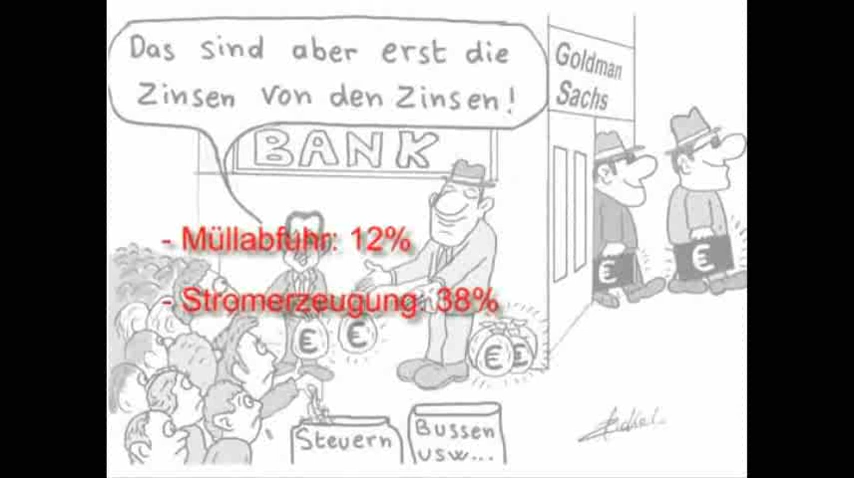 Das sind aber erst die
Zinsen von den Zinsen!
Goldman
Sachs
BANK
- Müllabfuhr: 12%
- Stromerzeugung: 38%
€
€
€
€
€
€
Steuern
Bussen
usw...